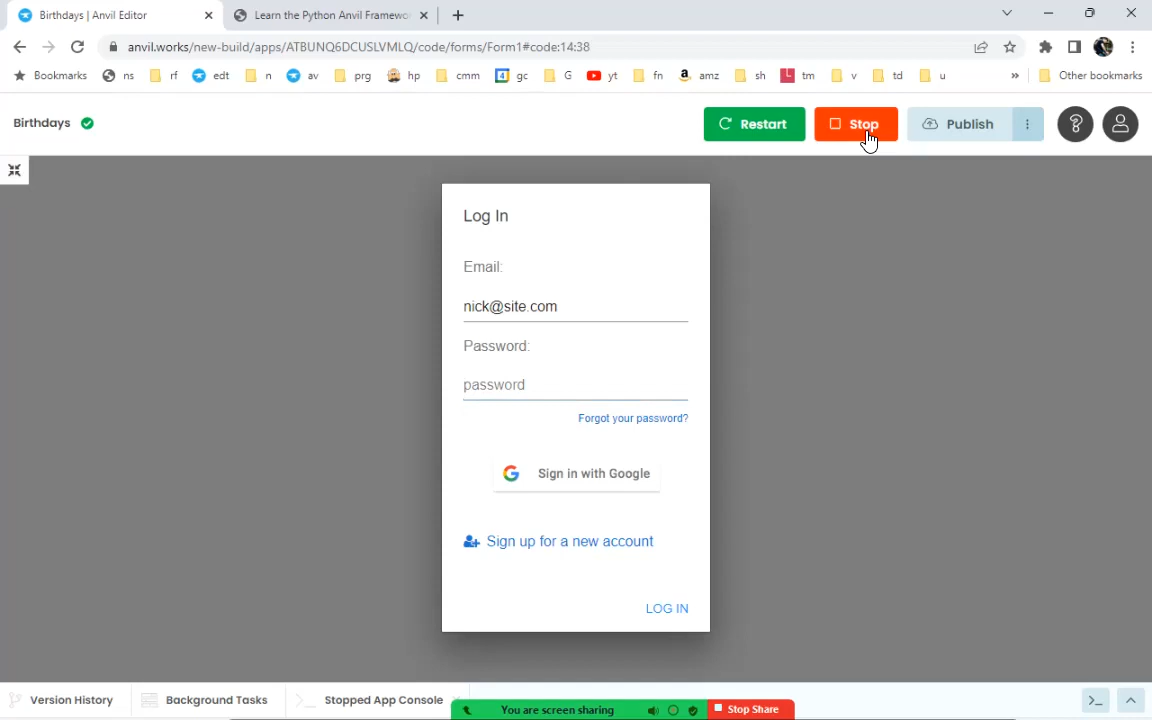 Birthdays | Anvil Editor
Learn the Python Anvil Framewo
anvil.works/new-build/apps/ATBUNQ6DCUSLVMLQ/code/forms/Form1#code:14:38
Bookmarks ns rf edt n av prg hp cmm 4 gc G yt fn amz sh L tm v td u » Other bookmarks
Birthdays
Restart
Stop
Publish
?
Log In
Email:
nick@site.com
Password:
password
Forgot your password?
G Sign in with Google
Sign up for a new account
LOG IN
Version History
Background Tasks
Stopped App Console
You are screen sharing
Stop Share